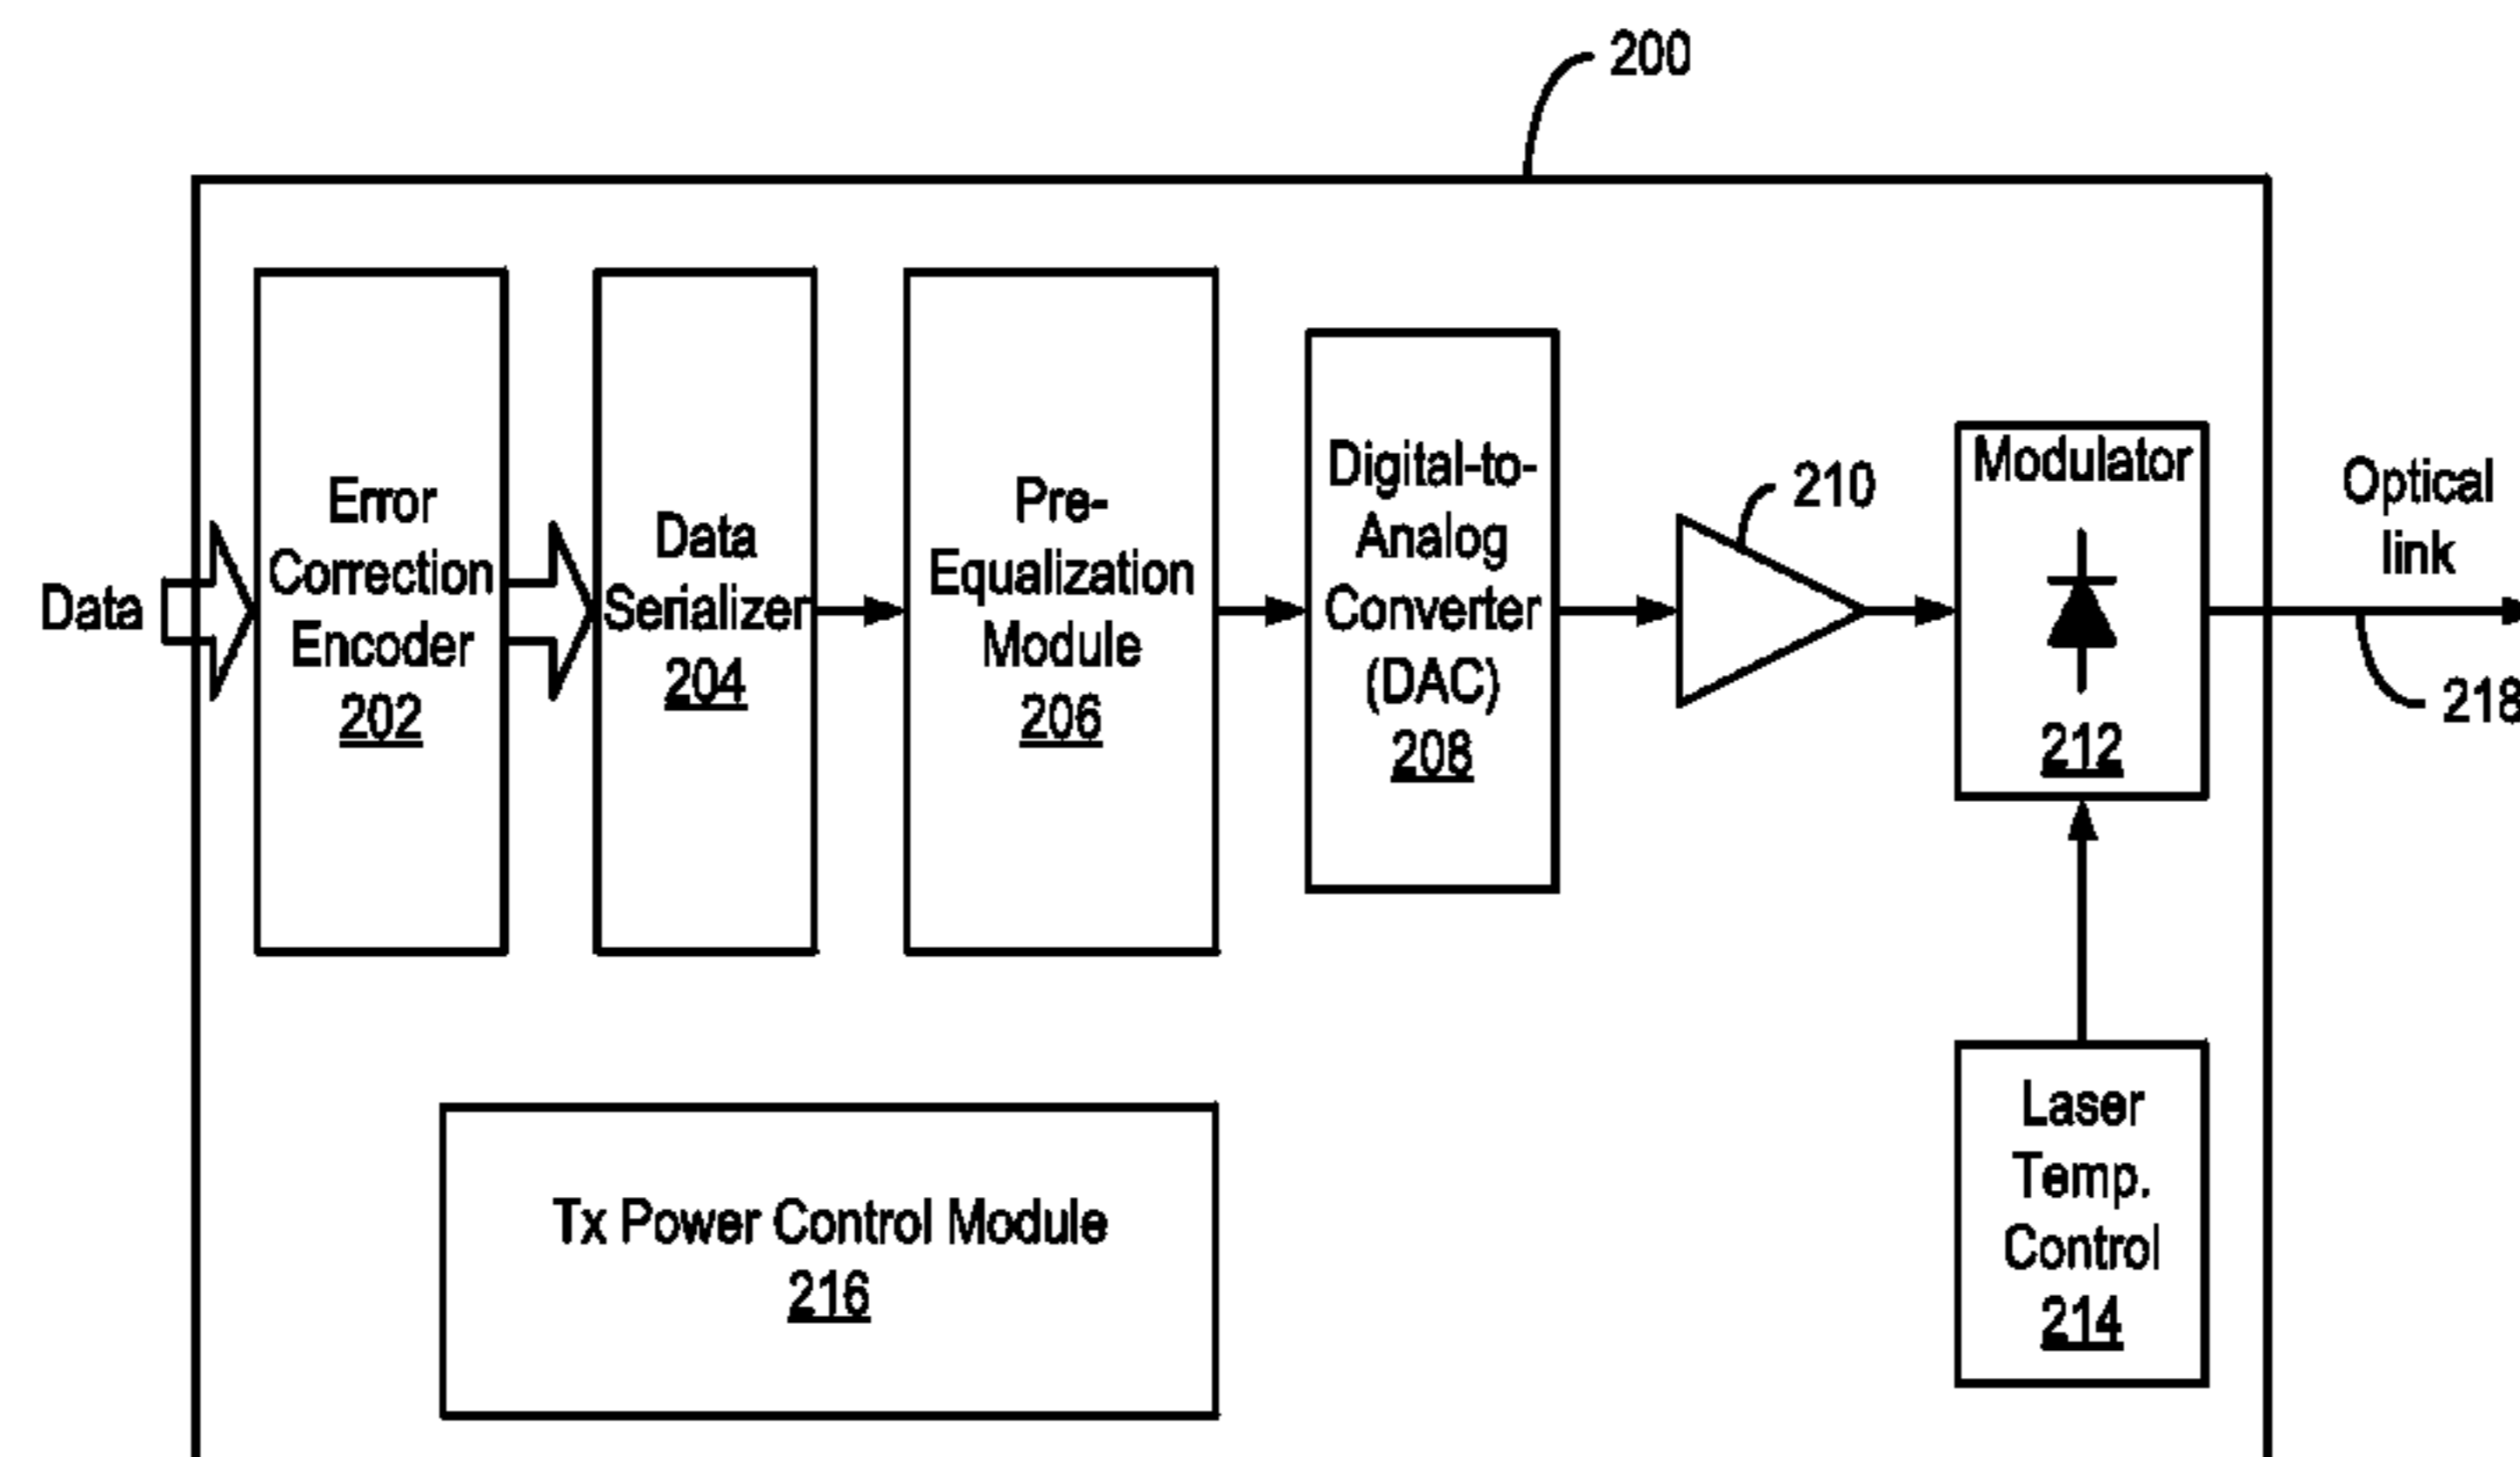 200
Data
Error
Correction
Encoder
202
Data
Serializer
204
Pre-
Equalization
Module
206
Digital-to-
Analog
Converter
(DAC)
208
210
Modulator
212
Optical
link
218
Laser
Temp.
Control
214
Tx Power Control Module
216